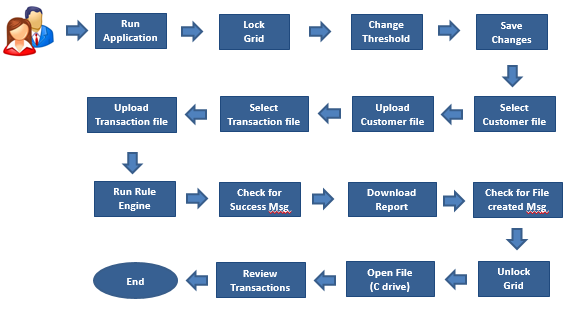 Run
Application
Lock
Grid
Change
Threshold
Save
Changes
Select
Customer file
Upload
Customer file
Select
Transaction file
Upload
Transaction file
Run Rule
Engine
Check for
Success Msg
Download
Report
Check for File
created Msg
Unlock
Grid
Open File
(C drive)
Review
Transactions
End